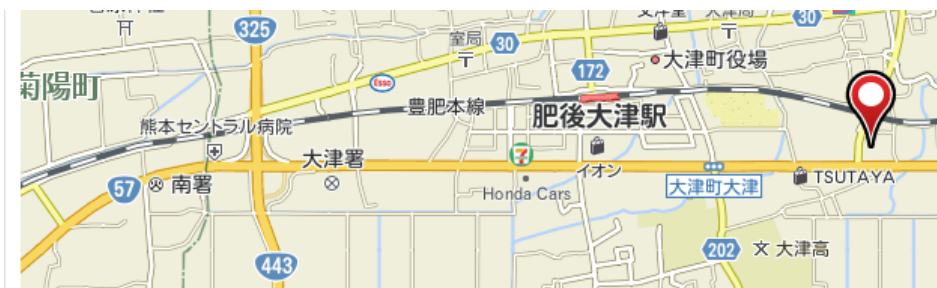 325
室局
30
30
172
大津町役場
菊陽町
Esso
豊肥本線
肥後大津駅
熊本セントラル病院
大津署
7
イオン
57
南署
Honda Cars
大津町大津
TSUTAYA
202
大津高
443